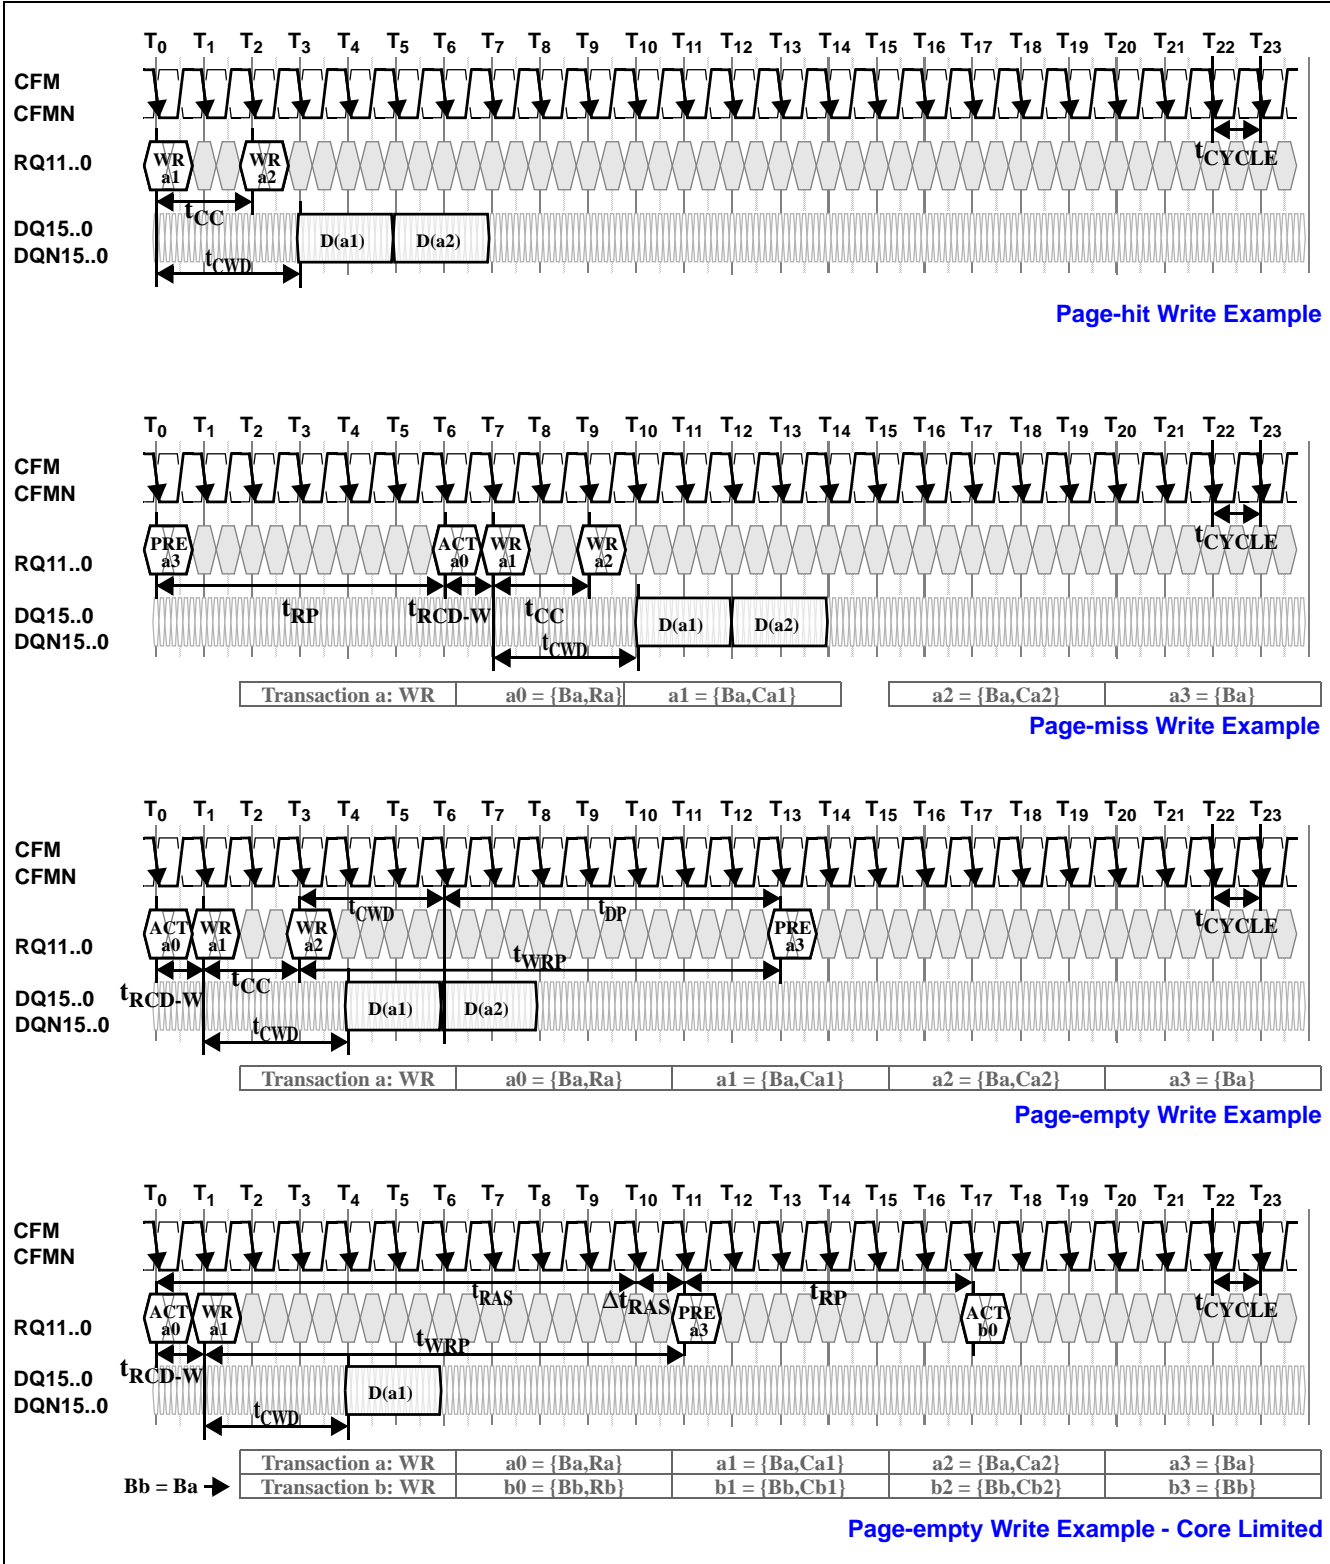 T0 T1 T2 T3 T4 T5 T6 T7 T8 T9 T10 T11 T12 T13 T14 T15 T16 T17 T18 T19 T20 T21 T22 T23
CFM
CFMN
RQ11..0
WR a1
WR a2
tCYCLE
tCC
DQ15..0
DQN15..0
D(a1) D(a2)
tCWD
Page-hit Write Example
T0 T1 T2 T3 T4 T5 T6 T7 T8 T9 T10 T11 T12 T13 T14 T15 T16 T17 T18 T19 T20 T21 T22 T23
CFM
CFMN
RQ11..0
PRE a3
ACT a0
WR a1
WR a2
tCYCLE
tRP tRCD-W tCC
DQ15..0
DQN15..0
D(a1) D(a2)
tCWD
Transaction a: WR a0 = {Ba,Ra} a1 = {Ba,Ca1} a2 = {Ba,Ca2} a3 = {Ba}
Page-miss Write Example
T0 T1 T2 T3 T4 T5 T6 T7 T8 T9 T10 T11 T12 T13 T14 T15 T16 T17 T18 T19 T20 T21 T22 T23
CFM
CFMN
tCWD tDP
RQ11..0
ACT a0
WR a1
WR a2
PRE a3
tCYCLE
tWRP
tRCD-W tCC
DQ15..0
DQN15..0
D(a1) D(a2)
tCWD
Transaction a: WR a0 = {Ba,Ra} a1 = {Ba,Ca1} a2 = {Ba,Ca2} a3 = {Ba}
Page-empty Write Example
T0 T1 T2 T3 T4 T5 T6 T7 T8 T9 T10 T11 T12 T13 T14 T15 T16 T17 T18 T19 T20 T21 T22 T23
CFM
CFMN
tRAS ΔtRAS tRP
RQ11..0
ACT a0
WR a1
PRE a3
ACT b0
tCYCLE
tWRP
tRCD-W
DQ15..0
DQN15..0
D(a1)
tCWD
Transaction a: WR a0 = {Ba,Ra} a1 = {Ba,Ca1} a2 = {Ba,Ca2} a3 = {Ba}
Bb = Ba Transaction b: WR b0 = {Bb,Rb} b1 = {Bb,Cb1} b2 = {Bb,Cb2} b3 = {Bb}
Page-empty Write Example - Core Limited